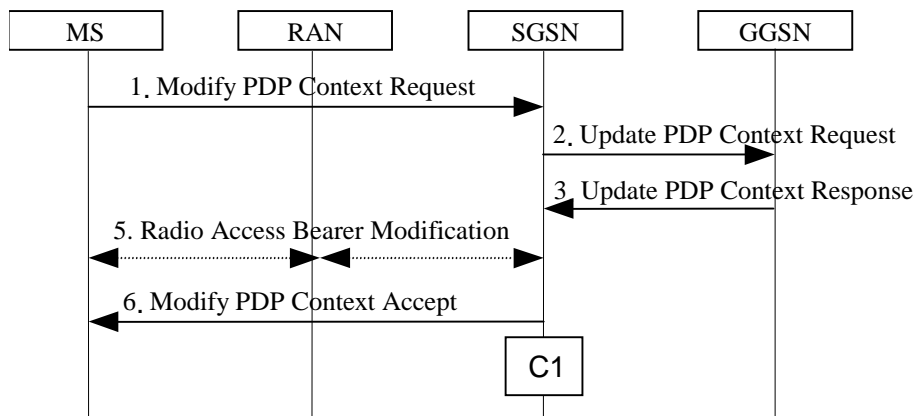 MS RAN SGSN GGSN
1. Modify PDP Context Request
2. Update PDP Context Request
3. Update PDP Context Response
5. Radio Access Bearer Modification
6. Modify PDP Context Accept
C1